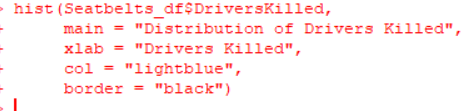 > hist(Seatbelts_df$DriversKilled,
+ main = "Distribution of Drivers Killed",
+ xlab = "Drivers Killed",
+ col = "lightblue",
+ border = "black")
>